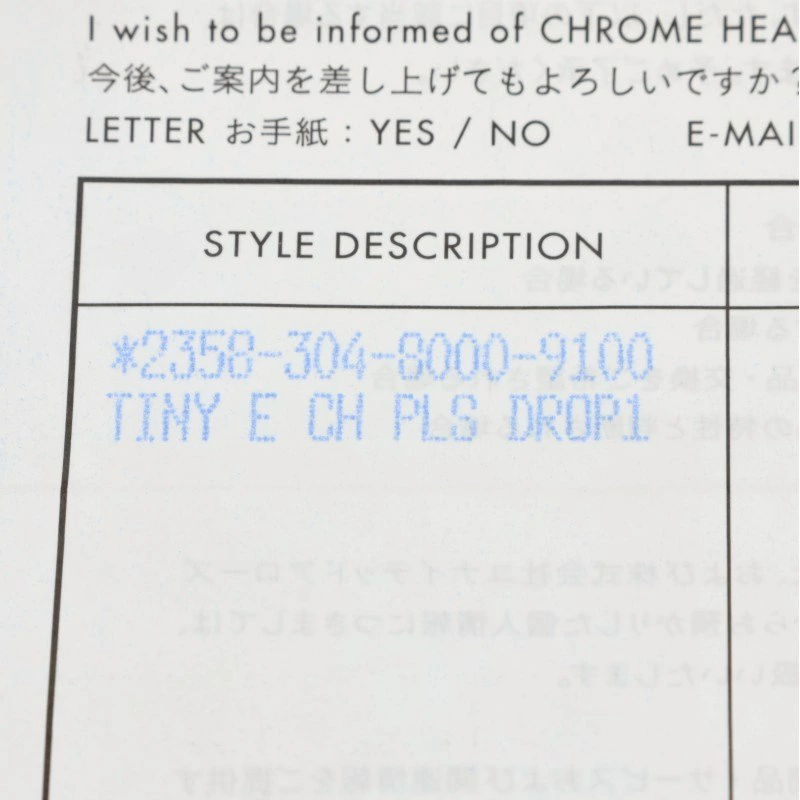 I wish to be informed of CHROME HEA
今後、ご案内を差し上げてもよろしいですか?
LETTER お手紙 : YES / NO E-MAI
STYLE DESCRIPTION
*2358-304-8000-9100
TINY E CH PLS DROP1